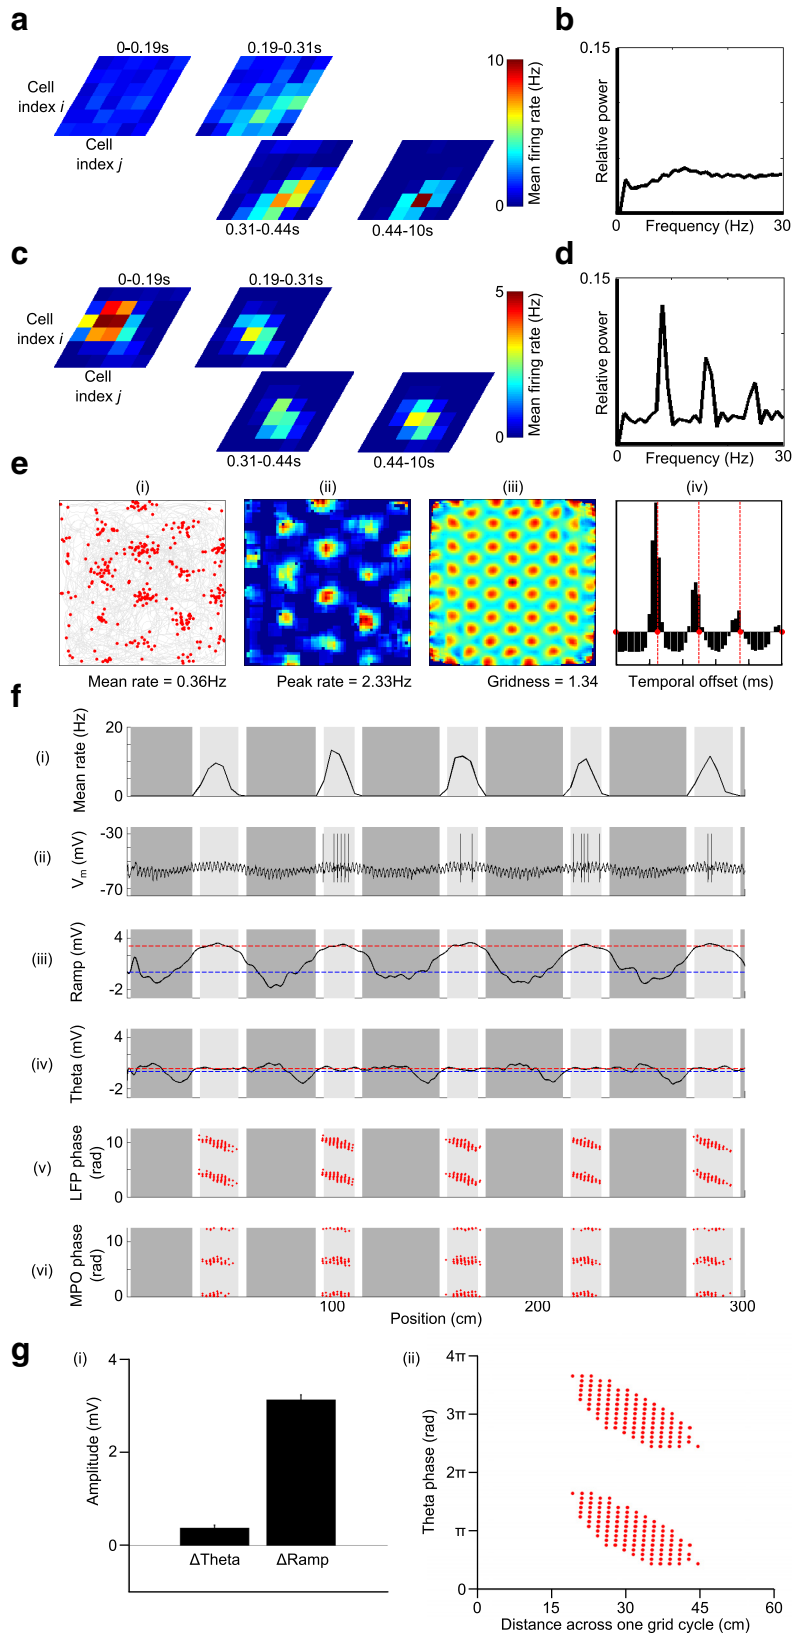 a
0-0.19s
0.19-0.31s
Cell
index i
Cell
index j
0.31-0.44s
0.44-10s
10
0
Mean firing rate (Hz)
b
0.15
Relative power
0
Frequency (Hz)
30
c
0-0.19s
0.19-0.31s
Cell
index i
Cell
index j
0.31-0.44s
0.44-10s
5
0
Mean firing rate (Hz)
d
0.15
Relative power
0
Frequency (Hz)
30
e
(i)
(ii)
(iii)
(iv)
Mean rate = 0.36Hz
Peak rate = 2.33Hz
Gridness = 1.34
Temporal offset (ms)
f
(i)
Mean rate (Hz)
20
0
(ii)
Vm (mV)
-30
-70
(iii)
Ramp (mV)
4
-2
(iv)
Theta (mV)
4
-2
(v)
LFP phase
(rad)
10
0
(vi)
MPO phase
(rad)
10
0
100
200
300
Position (cm)
g
(i)
Amplitude (mV)
4
2
0
ΔTheta
ΔRamp
(ii)
Theta phase (rad)
4π
3π
2π
π
0
0
15
30
45
60
Distance across one grid cycle (cm)